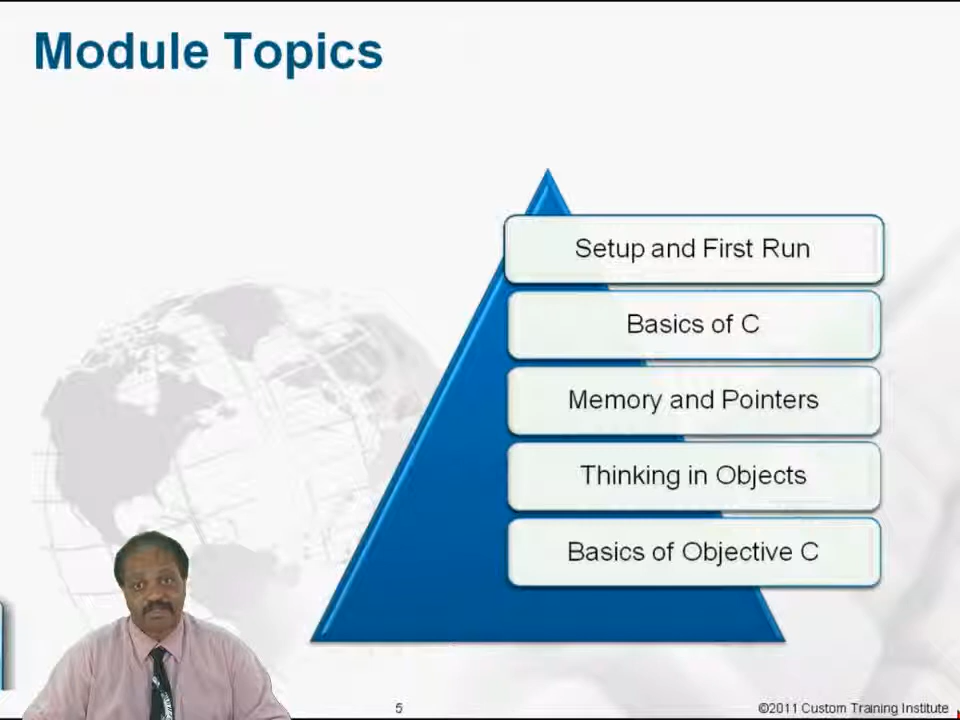 Module Topics
Setup and First Run
Basics of C
Memory and Pointers
Thinking in Objects
Basics of Objective C
5
©2011 Custom Training Institute